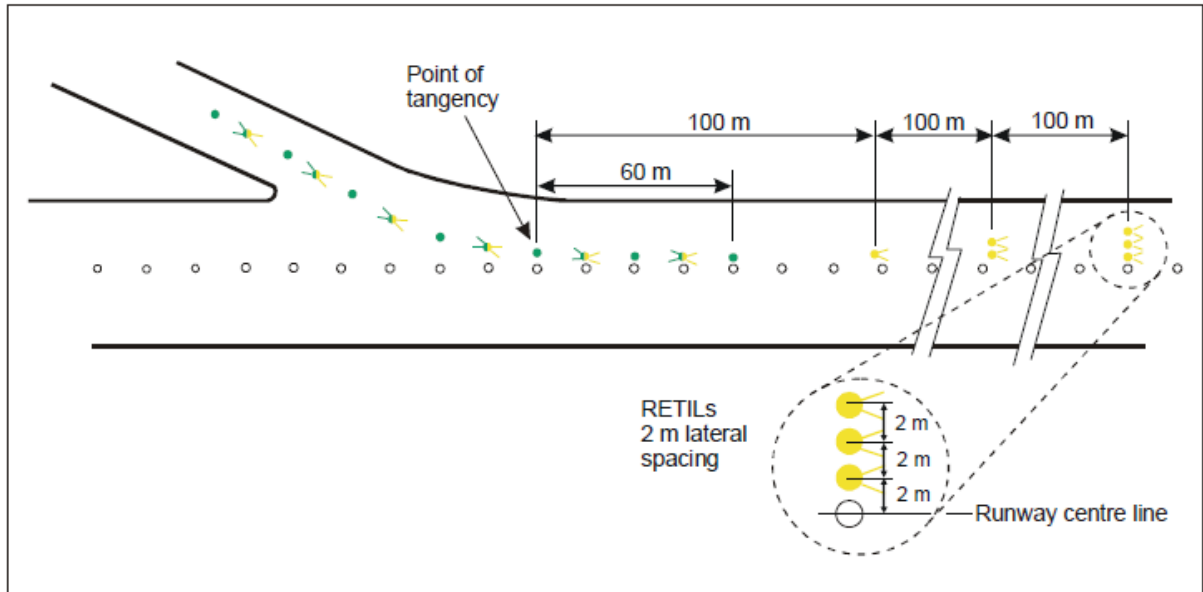 Point of
tangency
100 m
100 m
100 m
60 m
RETILs
2 m lateral
spacing
2 m
2 m
2 m
Runway centre line